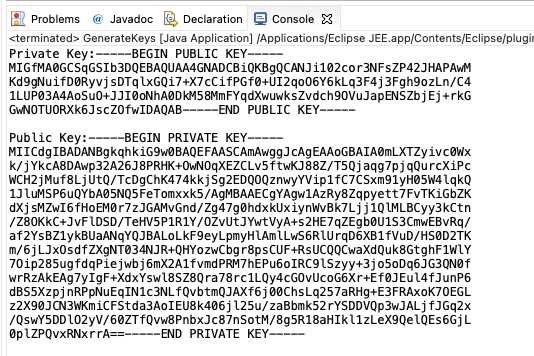 Problems @ Javadoc Declaration Console
<terminated> GenerateKeys [Java Application] /Applications/Eclipse JEE.app/Contents/Eclipse/plugin
Private Key:-----BEGIN PUBLIC KEY-----
MIGfMA0GCSqGSIb3DQEBAQUAA4GNADCBiQKBgQCANJi102cor3NFsZP42JHAPAwM
Kd9gNuifD0RyvjsDTqlxGQi7+X7cCifPGf0+UI2qoO6Y6kLq3F4j3Fgh9ozLn/C4
1LUP03A4AoSuO+JJI0oNhA0DkM58MmFYqdXwuwksZvdch9OVuJapENSZbjEj+rkG
GwNOTUORXk6JscZOfwIDAQAB-----END PUBLIC KEY-----
Public Key:-----BEGIN PRIVATE KEY-----
MIICdgIBADANBgkqhkiG9w0BAQEFAASCAmAwggJcAgEAAoGBAIA0mLXTZyivc0Wx
k/jYkcA8DAwp32A26J8PRHK+OwNOqXEZCLv5ftwKJ88Z/T5Qjaqg7pjqQurcXiPc
WCH2jMuf8LjUtQ/TcDgChK474kkjSg2EDQOQznwyYVip1fC7CSxm91yH05W4lqkQ
1JluMSP6uQYbA05NQ5FeTomxxk5/AgMBAAECgYAgw1AzRy8Zqpyett7FvTKiGbZK
dXjsMZwI6fHoEM0r7zJGAMvGnd/Zg47g0hdxkUxiynWvBk7Ljj1QlMLBCyy3kCtn
/Z8OKkC+JvFlDSD/TeHV5P1R1Y/OZvUtJYwtVyA+s2HE7qZEgb0U1S3CmwEBvRq/
af2YsBZ1ykBUaANqYQJBALoLkF9eyLpmyHlAmlLwS6RlUrqD6XB1fVuD/HS0D2TK
m/6jLJxOsdfZXgNT034NJR+QHYozwCbgr8psCUF+RsUCQQCwaXdQuk8GtghF1WlY
7Oip285ugfdqPiejwbj6mX2A1fvmdPRM7hEPu6oIRC9lSzyy+3jo5oDq6JG3QN0f
wrRzAkEAg7yIgF+XdxYswl8SZ8Qra78rc1LQy4cGOvUcoG6Xr+Ef0JEul4fJunP6
dBS5XzpjnRPpNuEqIN1c3NLfQvbtmQJAXf6j00ChsLq257aRHg+E3FRAxoK7OEGL
z2X90JCN3WKmiCFStda3AoIEU8k406jl25u/zaBbmk52rYSDDVQp3wJALjfJGq2x
/QswY5DDlO2yV/60ZTfQvw8PnbxJc87nSotM/8g5R18aHIkl1zLeX9QelQEs6GjL
0plZPQvxRNxrrA==-----END PRIVATE KEY-----